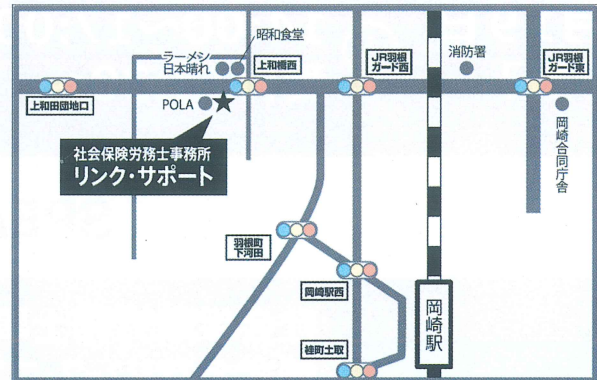 昭和食堂
ラーメン
日本晴れ
上和橋西
JR羽根
ガード西
消防署
JR羽根
ガード東
上和田団地口
POLA
岡崎合同庁舎
社会保険労務士事務所
リンク・サポート
羽根町
下河田
岡崎駅西
岡崎駅
柱町土取